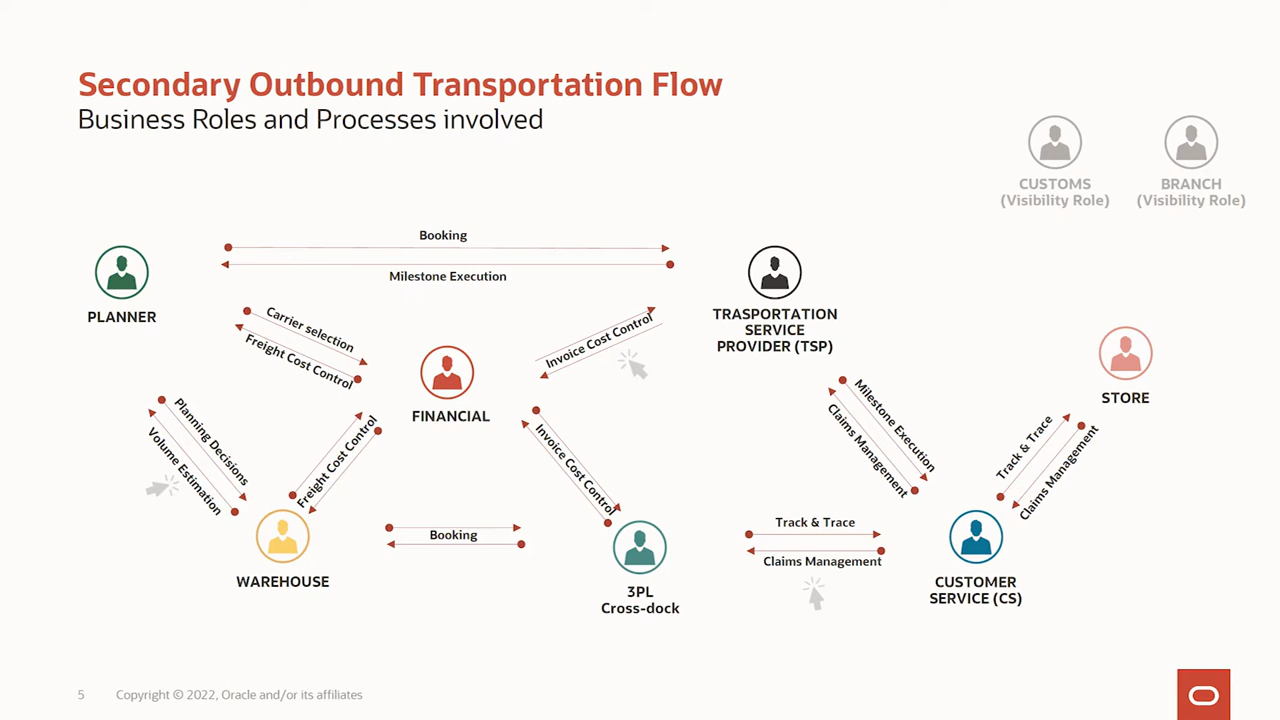 Secondary Outbound Transportation Flow
Business Roles and Processes involved
CUSTOMS
(Visibility Role)
BRANCH
(Visibility Role)
Booking
Milestone Execution
PLANNER
TRASPORTATION
SERVICE
PROVIDER (TSP)
Carrier selection
Freight Cost Control
Invoice Cost Control
FINANCIAL
STORE
Planning Decisions
Volume Estimation
Freight Cost Control
Invoice Cost Control
Milestone Execution
Claims Management
Track & Trace
Claims Management
Booking
Track & Trace
Claims Management
WAREHOUSE
3PL
Cross-dock
CUSTOMER
SERVICE (CS)
5
Copyright © 2022, Oracle and/or its affiliates